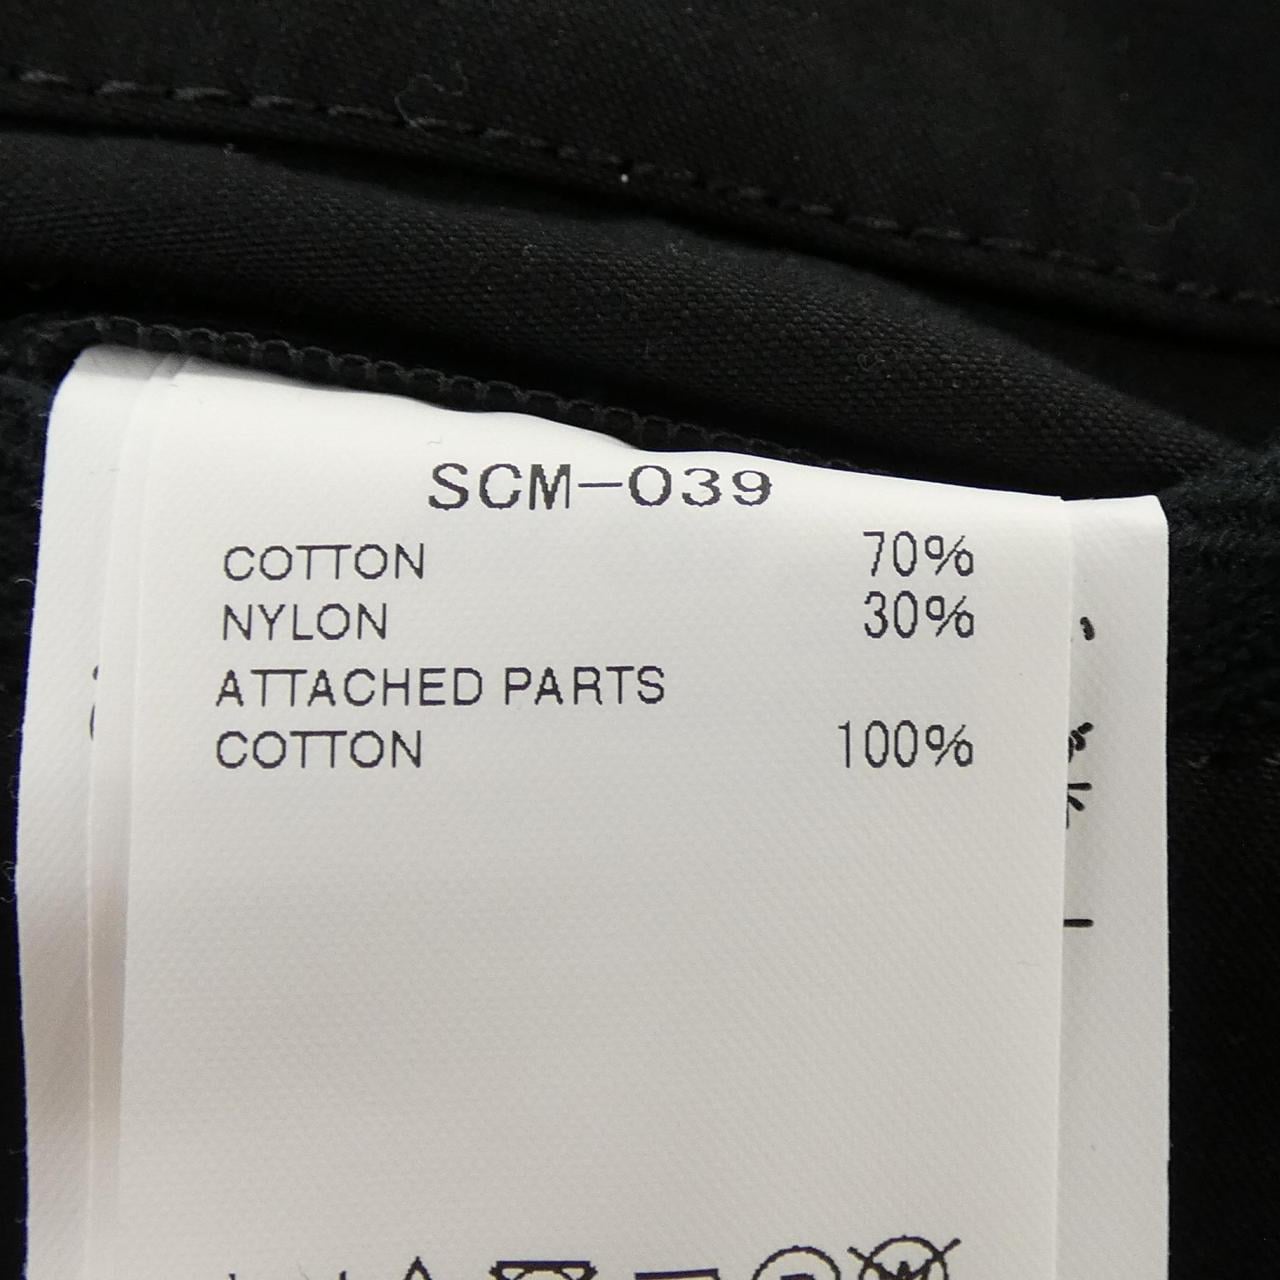 SCM-039
COTTON 70%
NYLON 30%
ATTACHED PARTS
COTTON 100%